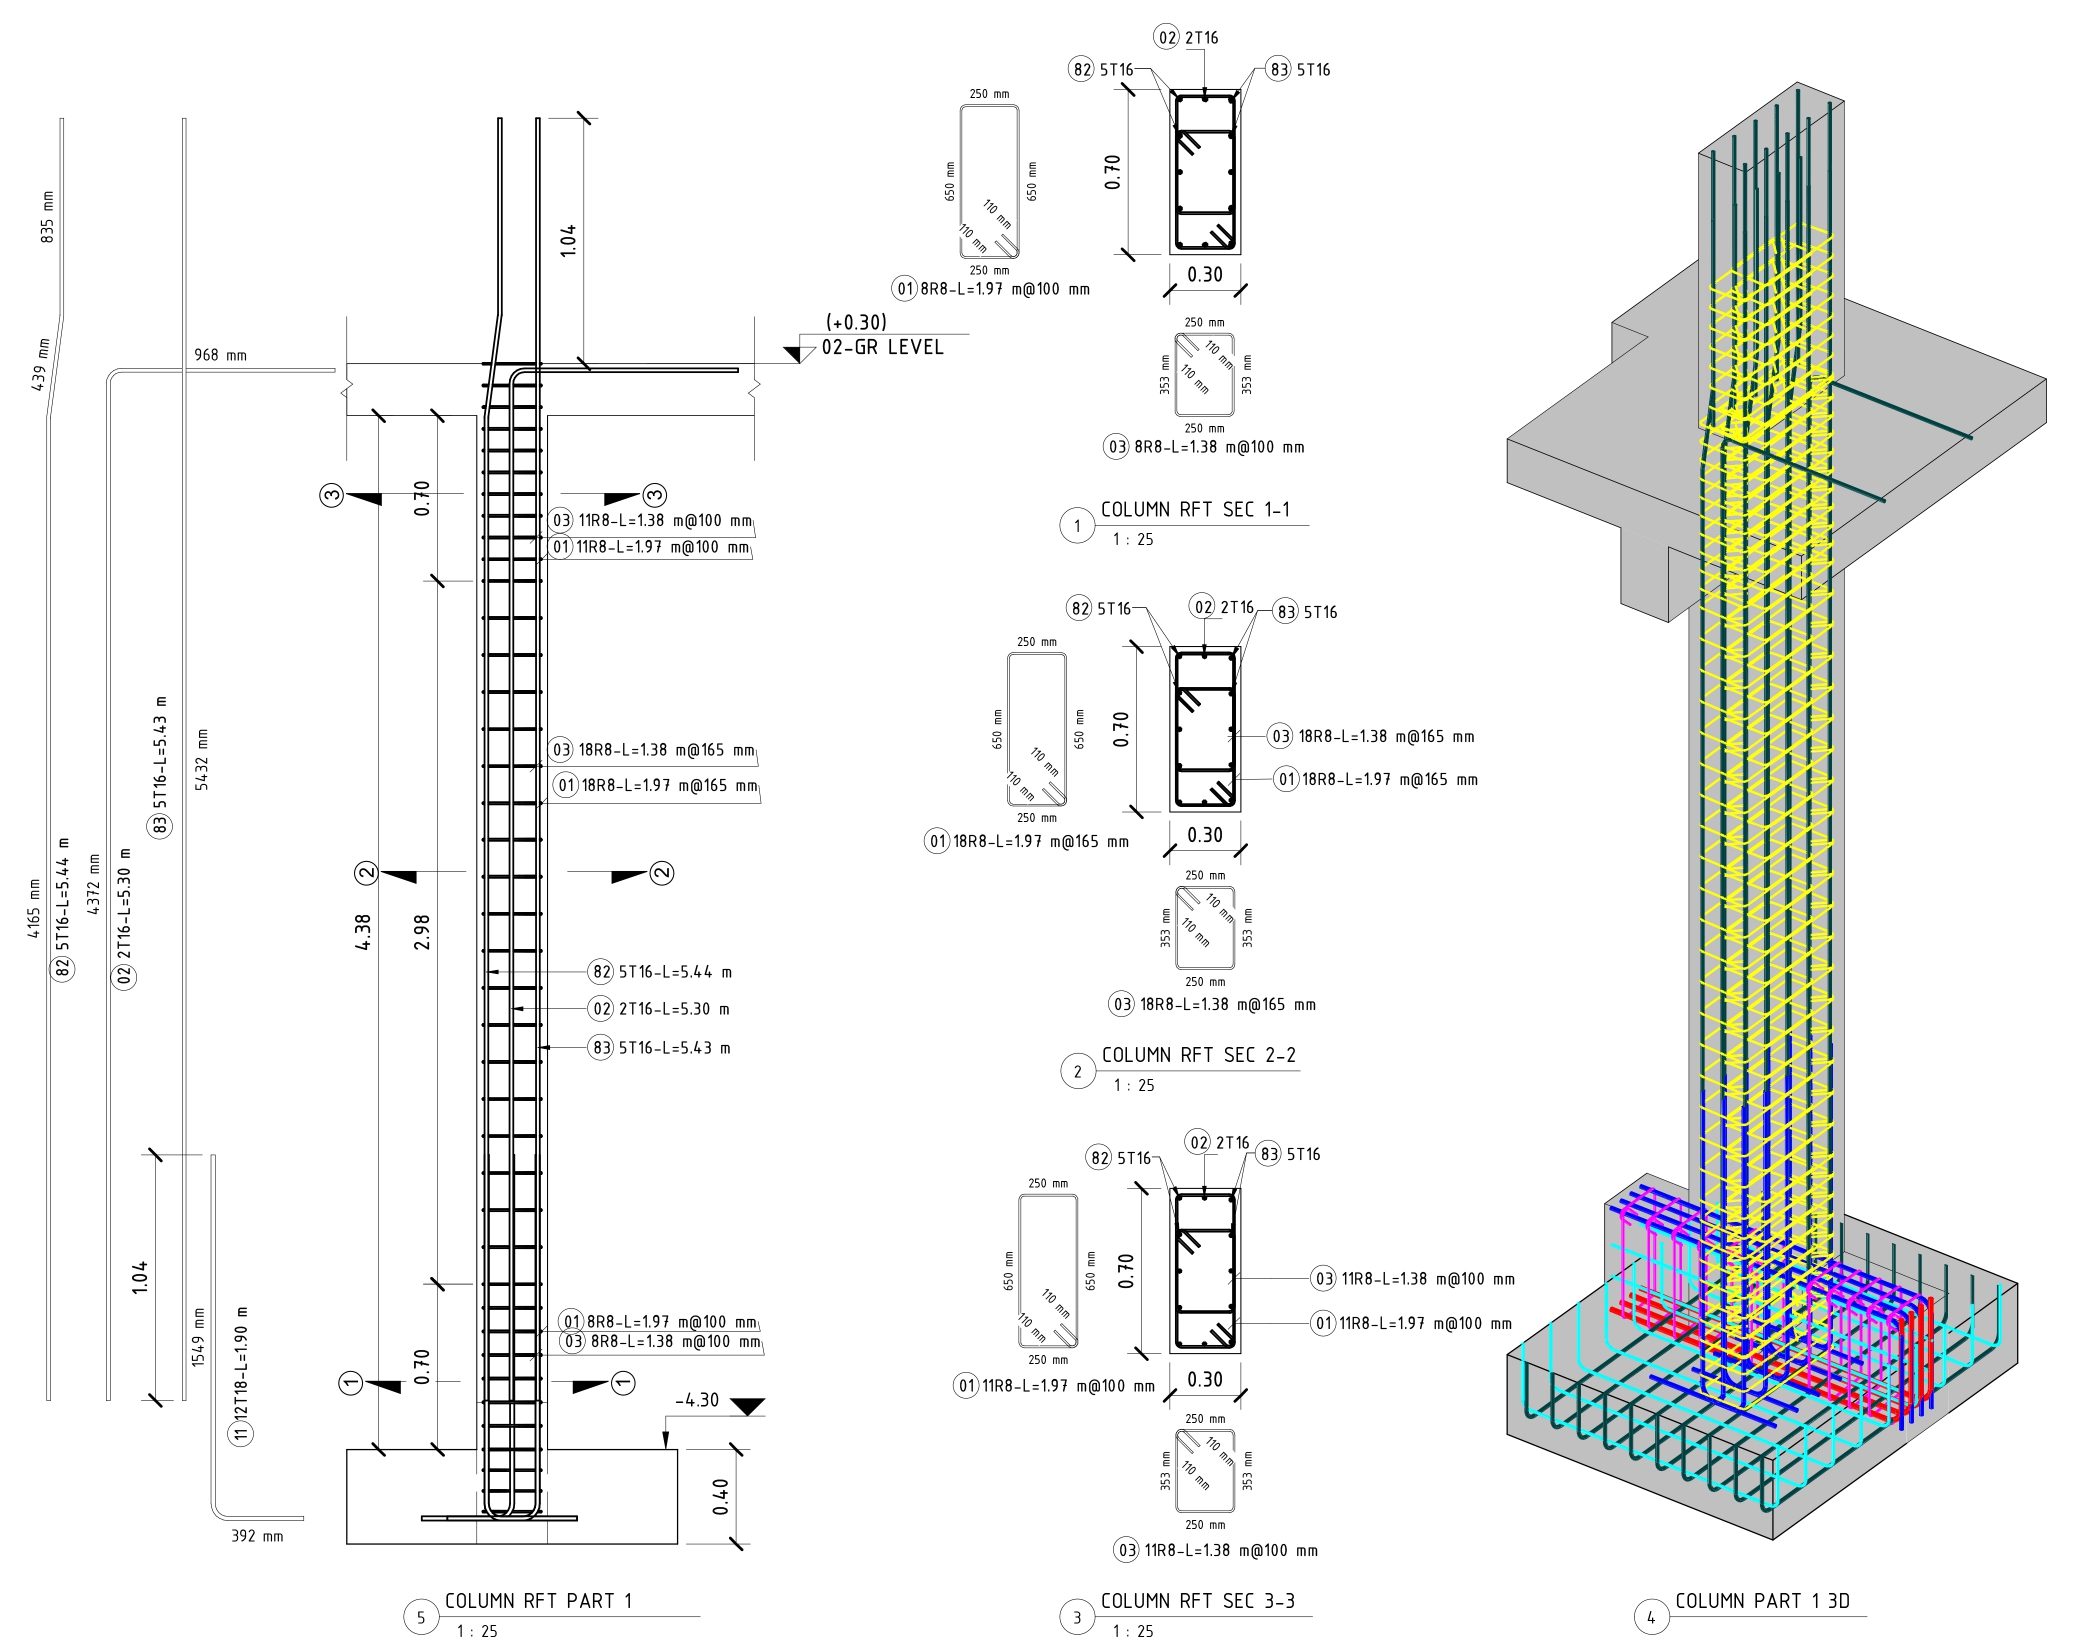 835 mm
439 mm
4165 mm
82 5T16-L=5.44 m
968 mm
4372 mm
02 2T16-L=5.30 m
83 5T16-L=5.43 m
5432 mm
1.04
1549 mm
11 12T18-L=1.90 m
392 mm
1.04
(+0.30)
02-GR LEVEL
3
3
0.70
03 11R8-L=1.38 m@100 mm
01 11R8-L=1.97 m@100 mm
03 18R8-L=1.38 m@165 mm
01 18R8-L=1.97 m@165 mm
2
2
4.38
2.98
82 5T16-L=5.44 m
02 2T16-L=5.30 m
83 5T16-L=5.43 m
01 8R8-L=1.97 m@100 mm
03 8R8-L=1.38 m@100 mm
0.70
1
1
-4.30
0.40
5 COLUMN RFT PART 1
1 : 25
02 2T16
82 5T16
83 5T16
250 mm
650 mm
650 mm
110 mm
110 mm
250 mm
01 8R8-L=1.97 m@100 mm
0.70
0.30
250 mm
353 mm
110 mm
110 mm
353 mm
250 mm
03 8R8-L=1.38 m@100 mm
1 COLUMN RFT SEC 1-1
1 : 25
82 5T16
02 2T16
83 5T16
250 mm
650 mm
650 mm
110 mm
110 mm
250 mm
01 18R8-L=1.97 m@165 mm
0.70
03 18R8-L=1.38 m@165 mm
01 18R8-L=1.97 m@165 mm
0.30
250 mm
353 mm
110 mm
110 mm
353 mm
250 mm
03 18R8-L=1.38 m@165 mm
2 COLUMN RFT SEC 2-2
1 : 25
82 5T16
02 2T16
83 5T16
250 mm
650 mm
650 mm
110 mm
110 mm
250 mm
01 11R8-L=1.97 m@100 mm
0.70
03 11R8-L=1.38 m@100 mm
01 11R8-L=1.97 m@100 mm
0.30
250 mm
353 mm
110 mm
110 mm
353 mm
250 mm
03 11R8-L=1.38 m@100 mm
3 COLUMN RFT SEC 3-3
1 : 25
4 COLUMN PART 1 3D